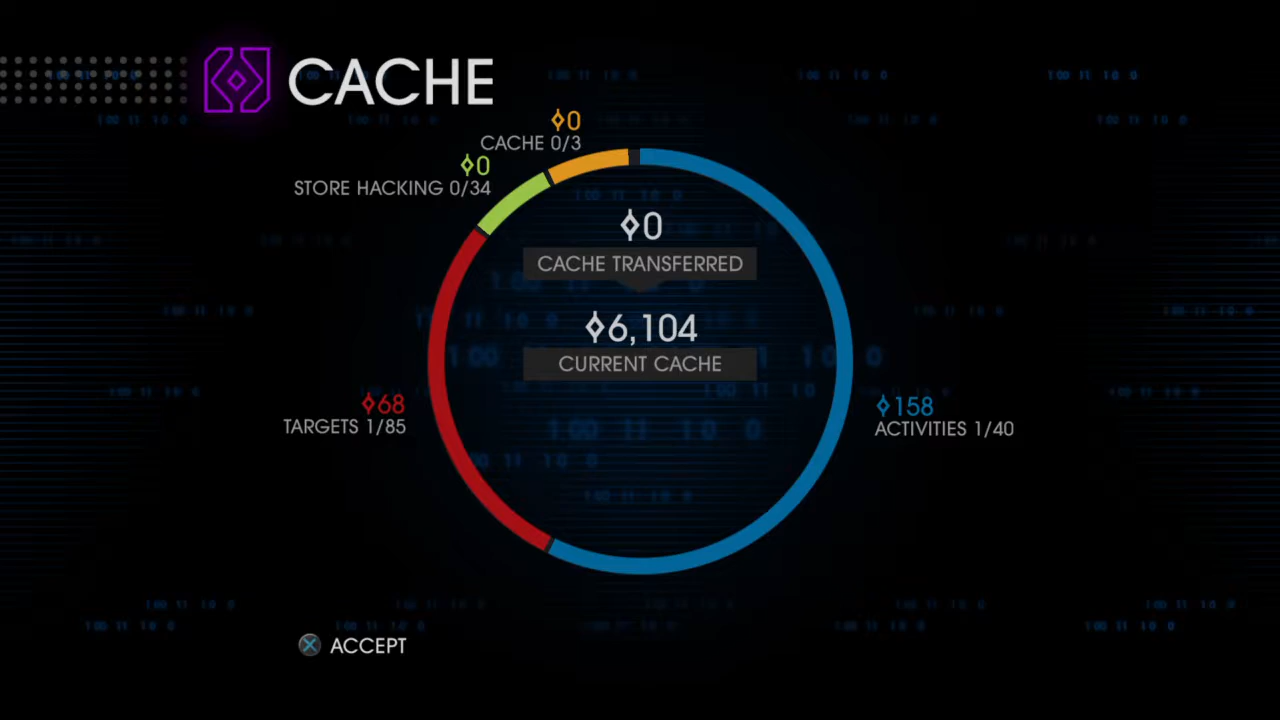 CACHE
0
CACHE 0/3
0
STORE HACKING 0/34
0
CACHE TRANSFERRED
6,104
CURRENT CACHE
68
TARGETS 1/85
158
ACTIVITIES 1/40
ACCEPT